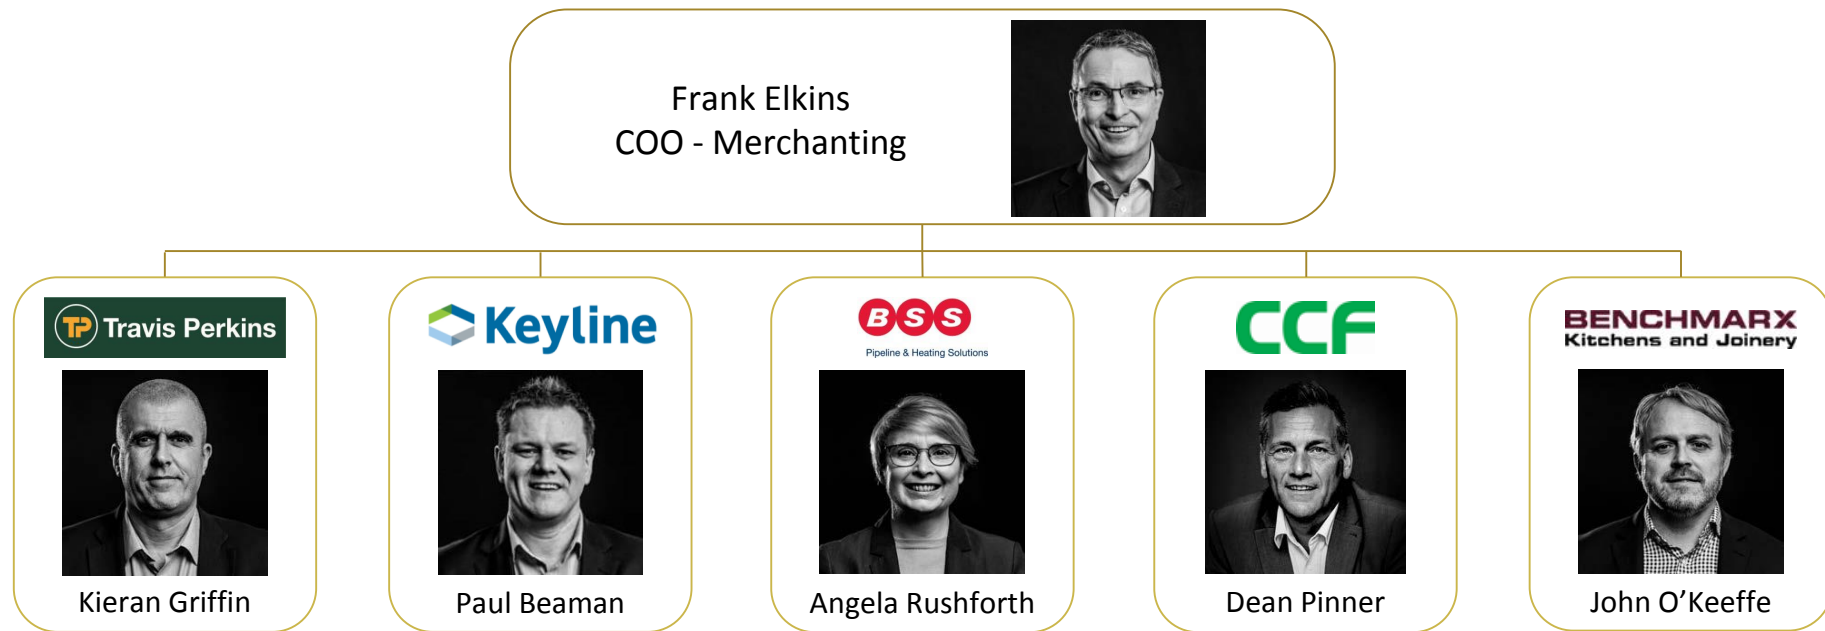 Frank Elkins
COO - Merchanting
TP Travis Perkins
Keyline
BSS
Pipeline & Heating Solutions
CCF
BENCHMARX
Kitchens and Joinery
Kieran Griffin
Paul Beaman
Angela Rushforth
Dean Pinner
John O’Keeffe